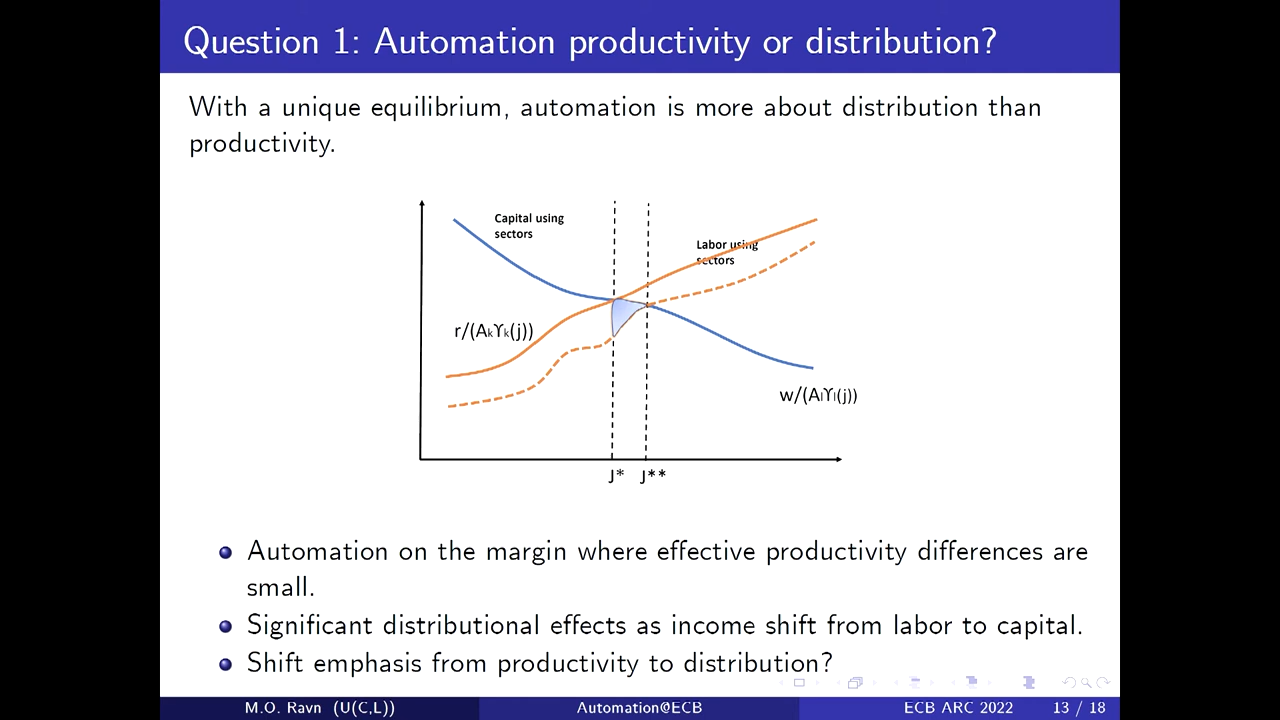 Question 1: Automation productivity or distribution?
With a unique equilibrium, automation is more about distribution than
productivity.
Capital using
sectors
Labor using
sectors
r/(AₖϒK(j))
w/(Aₗϒₗ(j))
J* J**
Automation on the margin where effective productivity differences are
small.
Significant distributional effects as income shift from labor to capital.
Shift emphasis from productivity to distribution?
M.O. Ravn (U(C,L)) Automation@ECB ECB ARC 2022 13 / 18